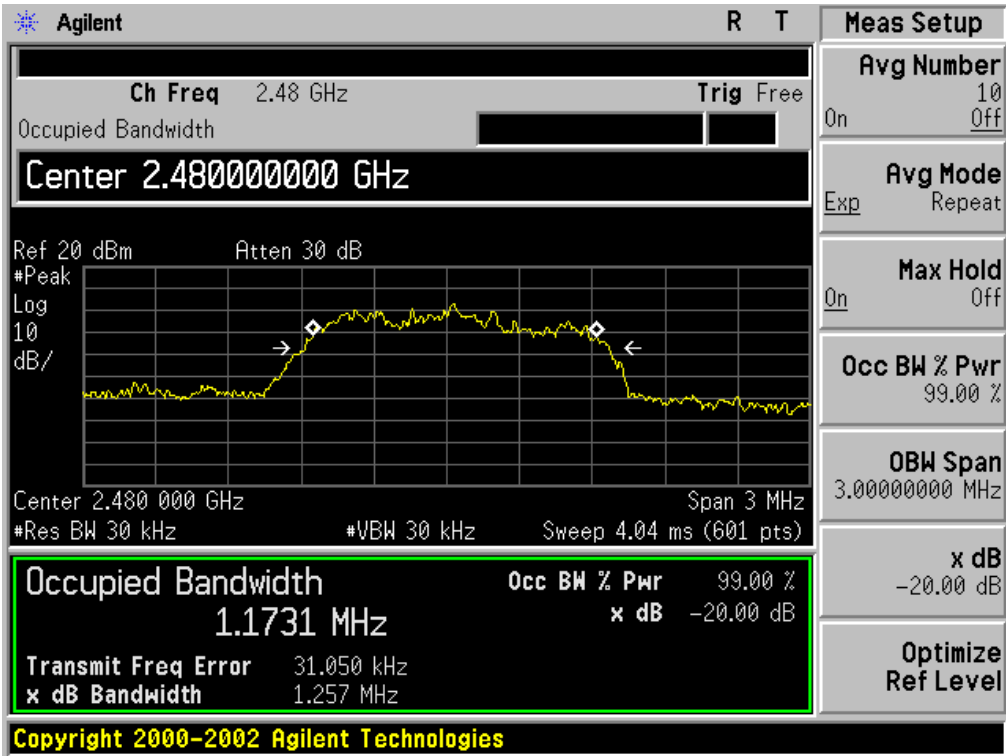 Agilent R T
Ch Freq 2.48 GHz Trig Free
Occupied Bandwidth
Center 2.480000000 GHz
Ref 20 dBm Atten 30 dB
#Peak
Log
10
dB/
Center 2.480 000 GHz Span 3 MHz
#Res BW 30 kHz #VBW 30 kHz Sweep 4.04 ms (601 pts)
Occupied Bandwidth Occ BW % Pwr 99.00 %
1.1731 MHz x dB -20.00 dB
Transmit Freq Error 31.050 kHz
x dB Bandwidth 1.257 MHz
Copyright 2000-2002 Agilent Technologies
Meas Setup
Avg Number
10
On Off
Avg Mode
Exp Repeat
Max Hold
On Off
Occ BW % Pwr
99.00 %
OBW Span
3.00000000 MHz
x dB
-20.00 dB
Optimize
Ref Level